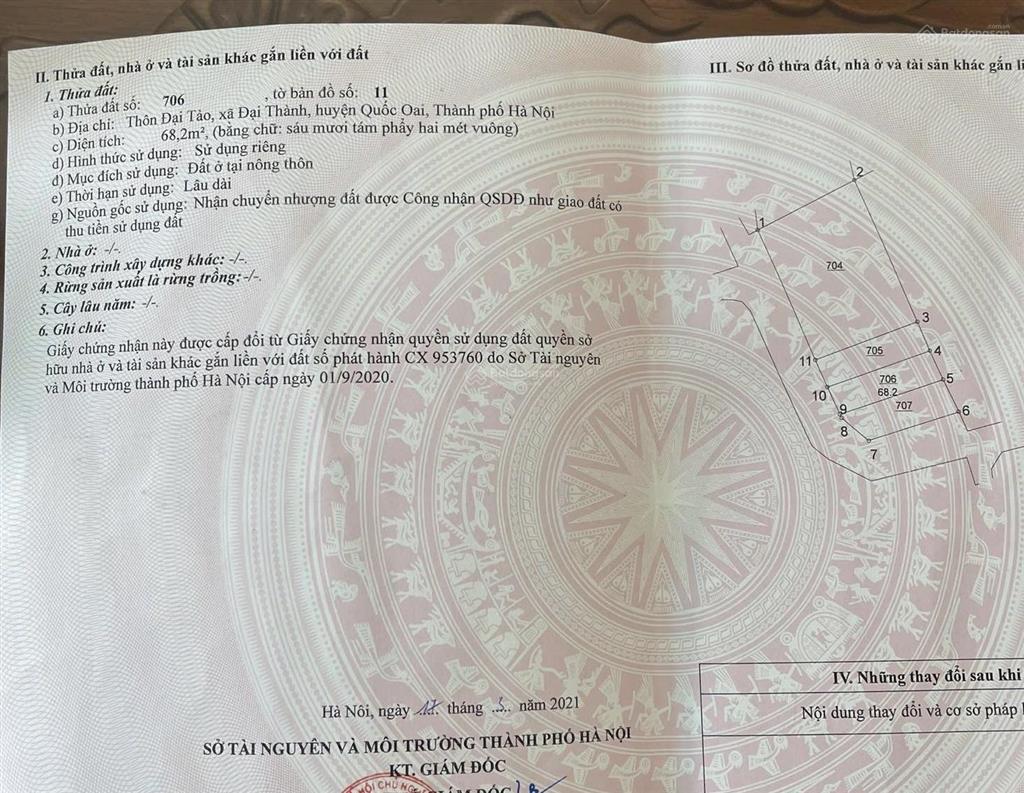 II. Thửa đất, nhà ở và tài sản khác gắn liền với đất
1. Thửa đất:
a) Thửa đất số: 706 , tờ bản đồ số: 11
b) Địa chỉ: Thôn Đại Tảo, xã Đại Thành, huyện Quốc Oai, Thành phố Hà Nội
c) Diện tích: 68,2m², (bằng chữ: sáu mươi tám phẩy hai mét vuông)
d) Hình thức sử dụng: Sử dụng riêng
đ) Mục đích sử dụng: Đất ở tại nông thôn
e) Thời hạn sử dụng: Lâu dài
g) Nguồn gốc sử dụng: Nhận chuyển nhượng đất được Công nhận QSDĐ như giao đất có
thu tiền sử dụng đất
2. Nhà ở: -/-.
3. Công trình xây dựng khác: -/-.
4. Rừng sản xuất là rừng trồng: -/-.
5. Cây lâu năm: -/-.
6. Ghi chú:
Giấy chứng nhận này được cấp đổi từ Giấy chứng nhận quyền sử dụng đất quyền sở
hữu nhà ở và tài sản khác gắn liền với đất số phát hành CX 953760 do Sở Tài nguyên
và Môi trường thành phố Hà Nội cấp ngày 01/9/2020.
Hà Nôi, ngày 17 tháng .5.. năm 2021
SỞ TÀI NGUYÊN VÀ MÔI TRƯỜNG THÀNH PHỐ HÀ NỘI
KT. GIÁM ĐỐC
Batdongsan
III. Sơ đồ thửa đất, nhà ở và tài sản khác gắn
2
1
704
3
705
4
11
706
68.2
5
10
707
9
6
8
7
IV. Những thay đổi sau khi
Nội dung thay đổi và cơ sở pháp